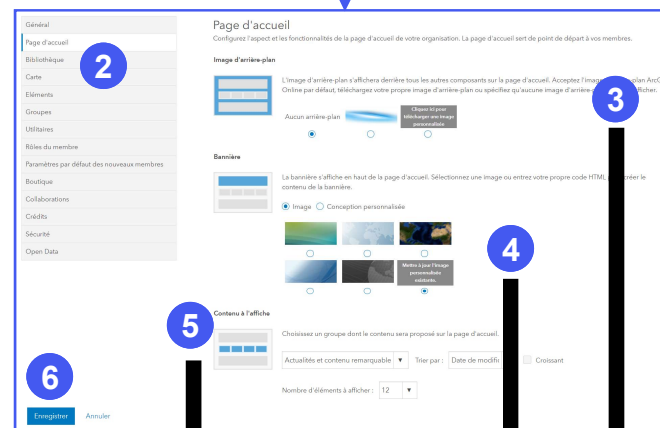 Général
Page d'accueil
Bibliothèque
Carte
Eléments
Groupes
Utilitaires
Rôles du membre
Paramètres par défaut des nouveaux membres
Boutique
Collaborations
Crédits
Sécurité
Open Data
2
6
Enregistrer Annuler
Page d'accueil
Configurez l'aspect et les fonctionnalités de la page d'accueil de votre organisation. La page d'accueil sert de point de départ à vos membres.
Image d'arrière-plan
L'image d'arrière-plan s'affichera derrière tous les autres composants sur la page d'accueil. Acceptez l'image plan ArcG
Online par défaut, téléchargez votre propre image d'arrière-plan ou spécifiez qu'aucune image d'arrière
3
Aucun arrière-plan
Cliquez ici pour
télécharger une image
personnalisée
Bannière
La bannière s'affiche en haut de la page d'accueil. Sélectionnez une image ou entrez votre propre code HTML créer le
contenu de la bannière.
Image Conception personnalisée
Mettre à jour l'image
personnalisée
existante.
4
5
Contenu à l'affiche
Choisissez un groupe dont le contenu sera proposé sur la page d'accueil.
Actualités et contenu remarquable Trier par : Date de modific Croissant
Nombre d'éléments à afficher : 12